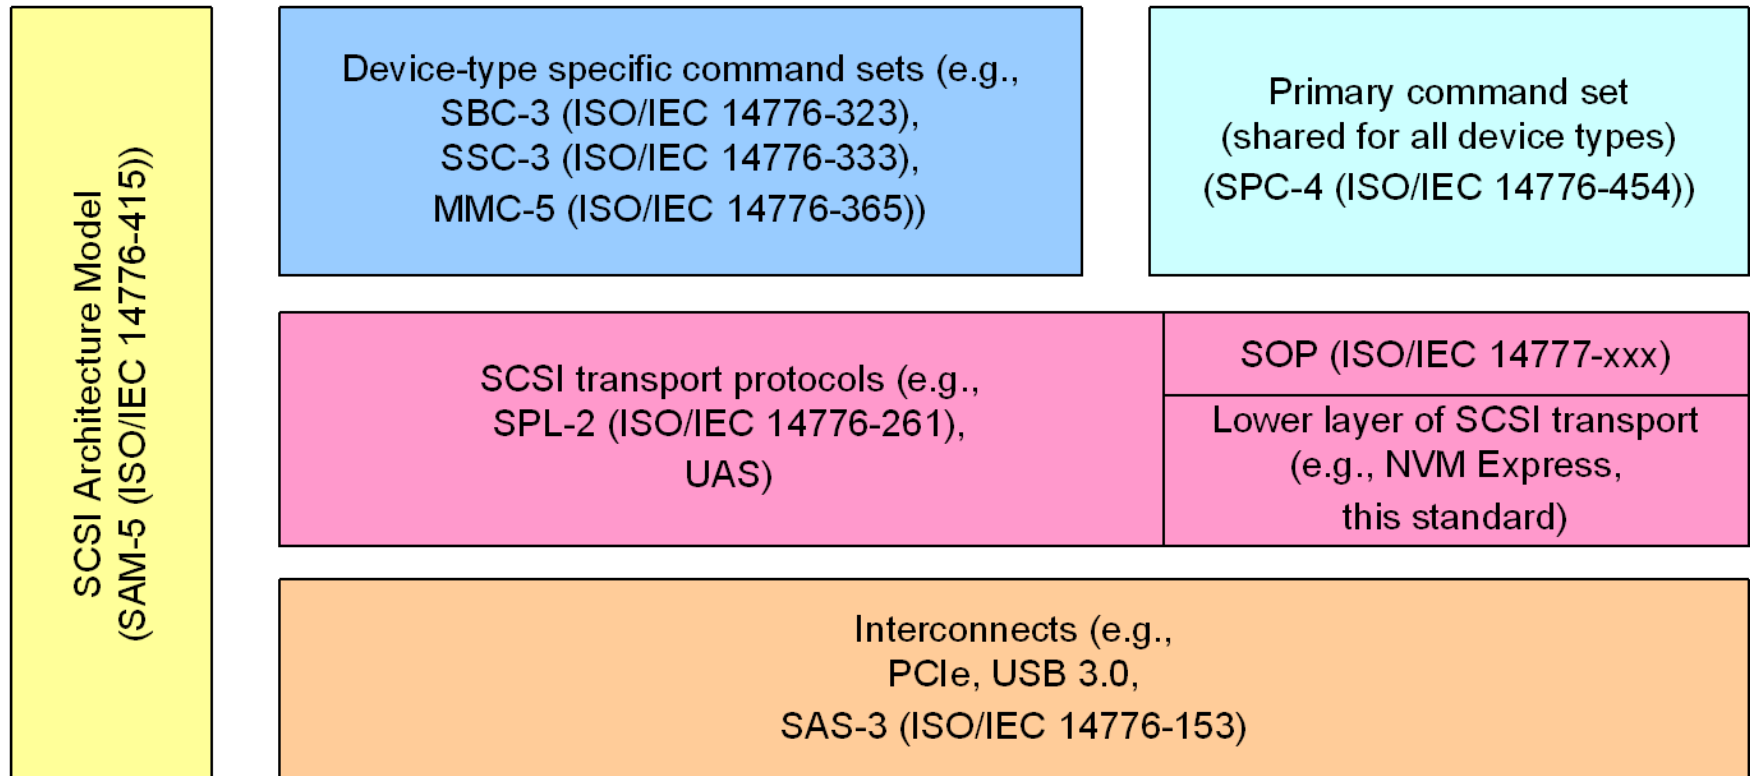 SCSI Architecture Model
(SAM-5 (ISO/IEC 14776-415))
Device-type specific command sets (e.g.,
SBC-3 (ISO/IEC 14776-323),
SSC-3 (ISO/IEC 14776-333),
MMC-5 (ISO/IEC 14776-365))
Primary command set
(shared for all device types)
(SPC-4 (ISO/IEC 14776-454))
SCSI transport protocols (e.g.,
SPL-2 (ISO/IEC 14776-261),
UAS)
SOP (ISO/IEC 14777-xxx)
Lower layer of SCSI transport
(e.g., NVM Express,
this standard)
Interconnects (e.g.,
PCIe, USB 3.0,
SAS-3 (ISO/IEC 14776-153)